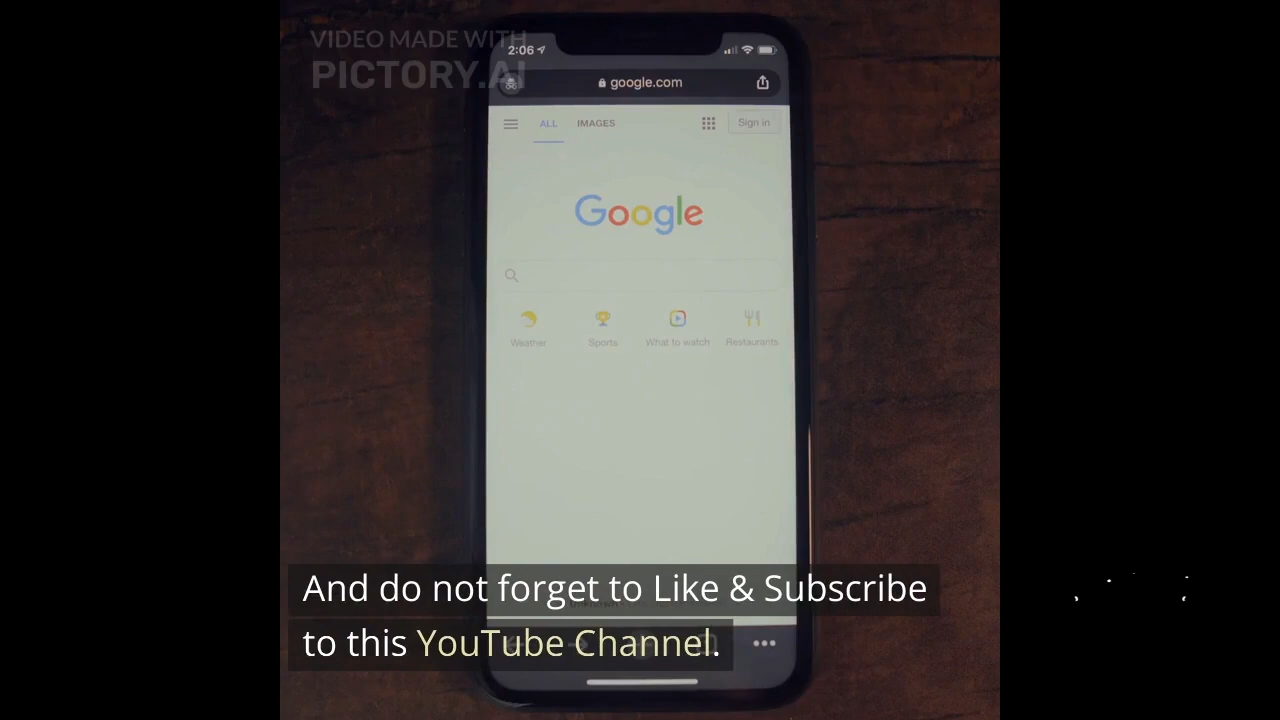 VIDEO MADE WITH
PICTORY.AI
2:06
google.com
ALL IMAGES Sign in
Google
Weather Sports What to watch Restaurants
And do not forget to Like & Subscribe
to this YouTube Channel.